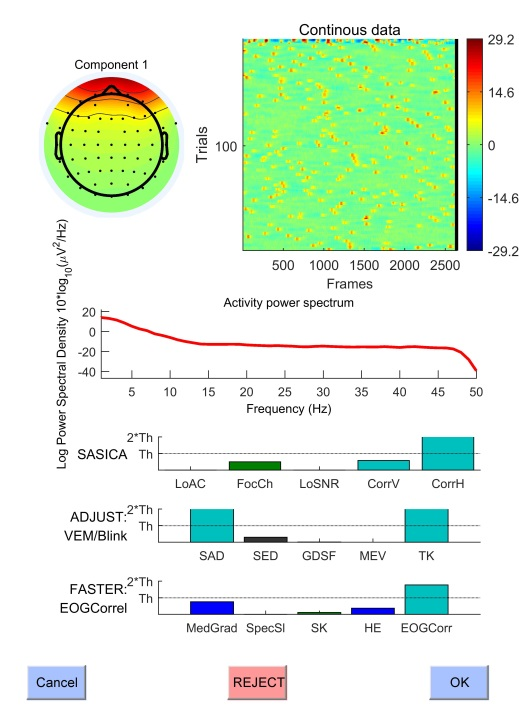 Continous data
Component 1
29.2
14.6
0
-14.6
-29.2
Trials
100
500 1000 1500 2000 2500
Frames
Activity power spectrum
Log Power Spectral Density 10*log10(μV2/Hz)
20
0
-20
-40
5 10 15 20 25 30 35 40 45 50
Frequency (Hz)
SASICA
2*Th
Th
LoAC FocCh LoSNR CorrV CorrH
ADJUST:
VEM/Blink
2*Th
Th
SAD SED GDSF MEV TK
FASTER:
EOGCorrel
2*Th
Th
MedGrad SpecSl SK HE EOGCorr
Cancel REJECT OK